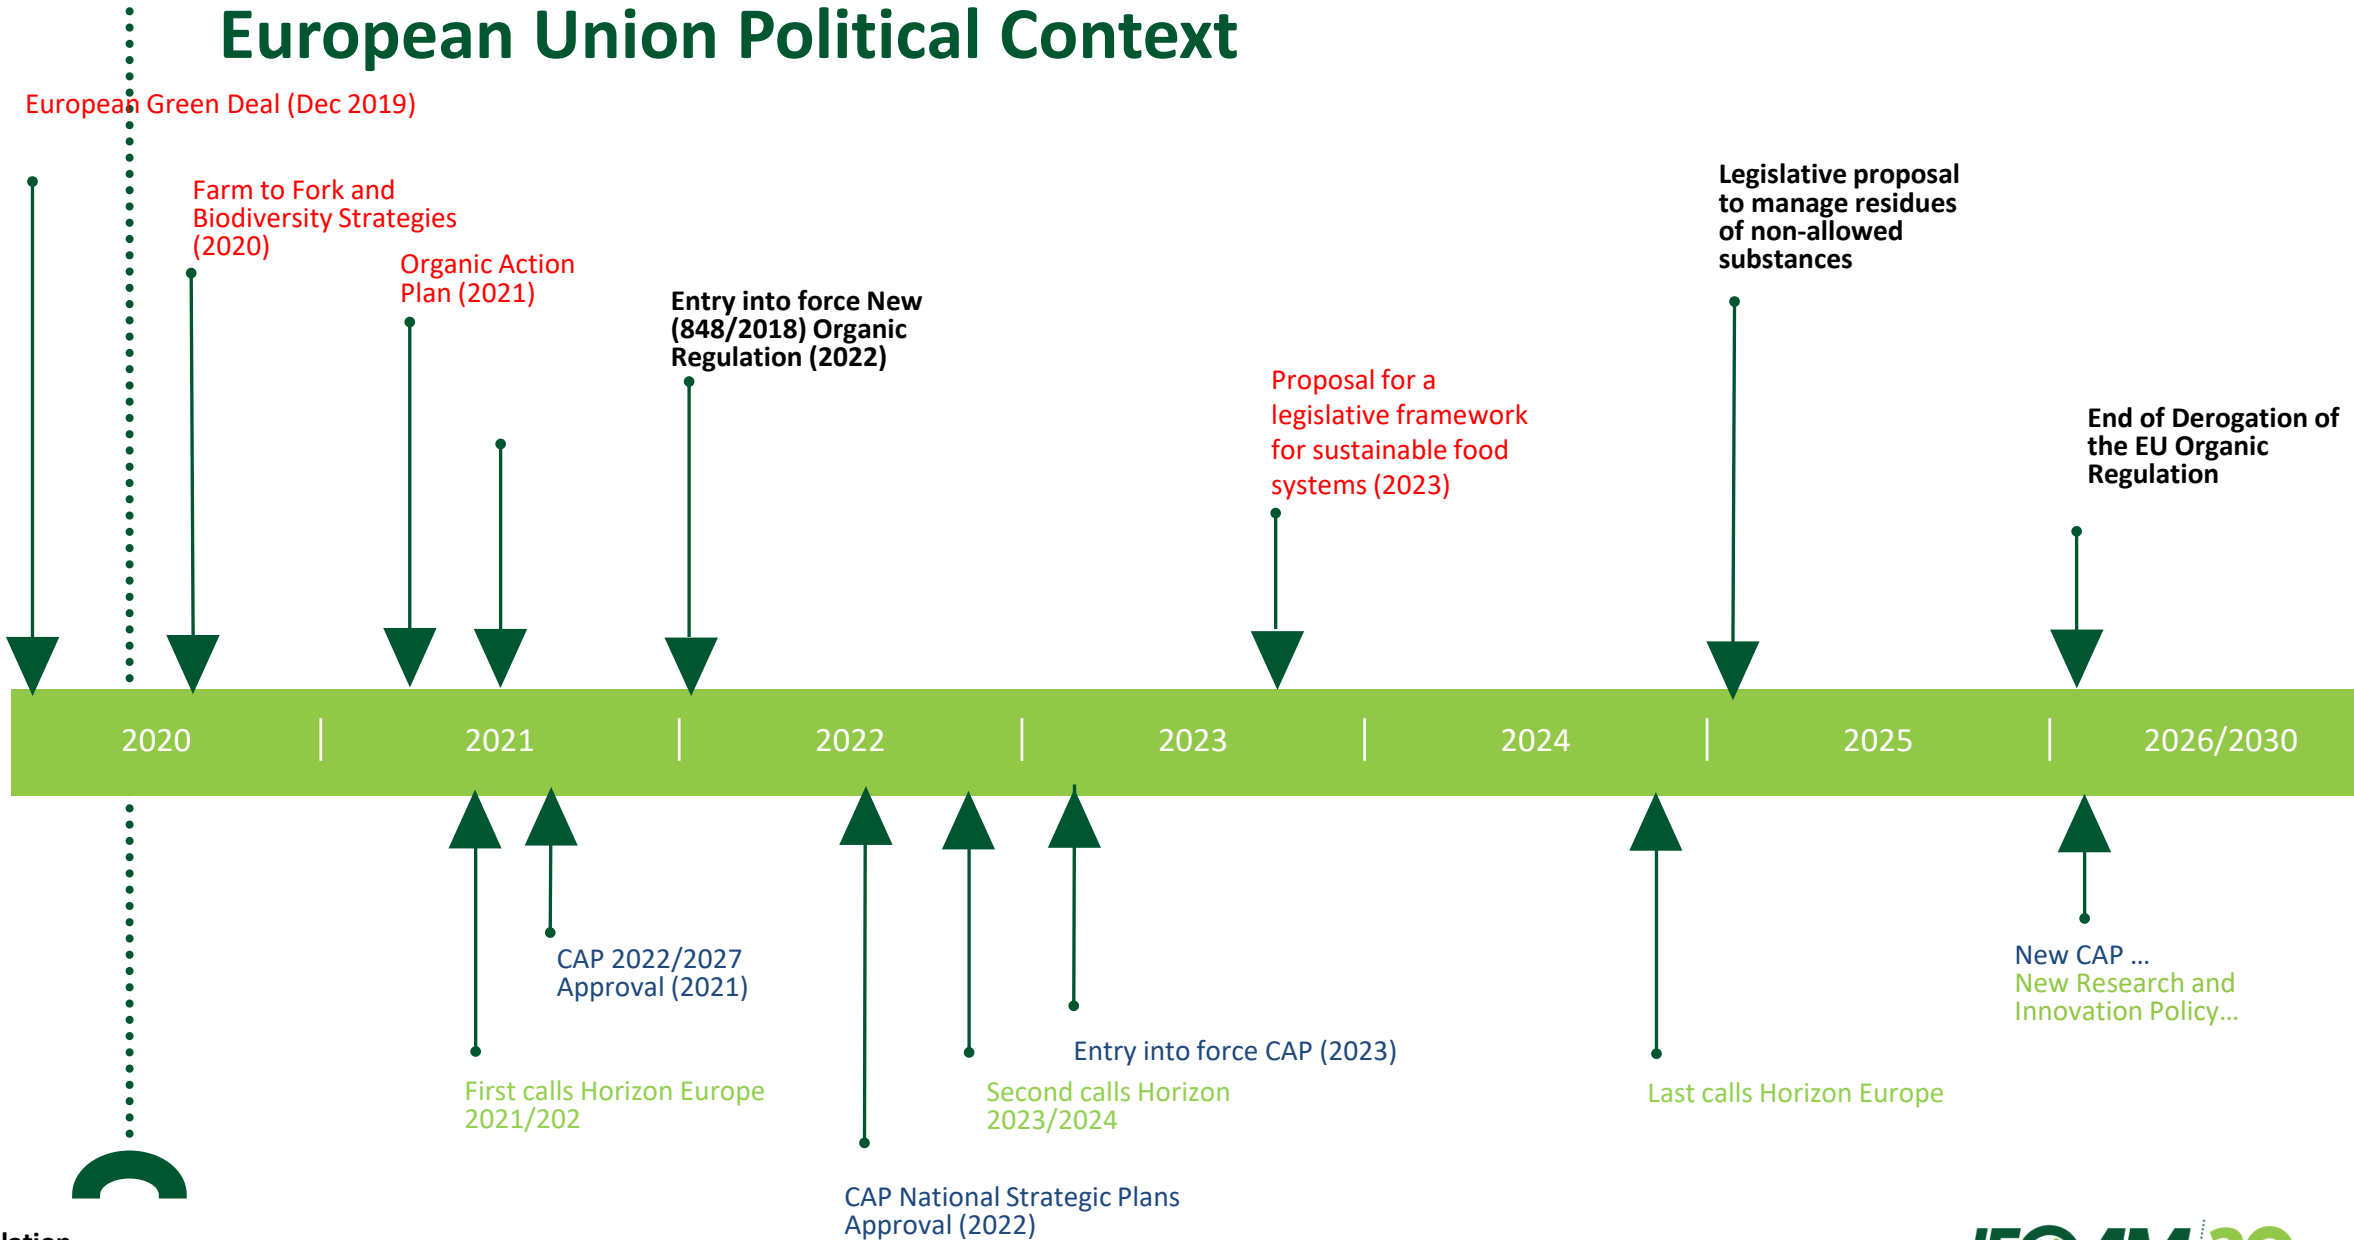 European Union Political Context
European Green Deal (Dec 2019)
Farm to Fork and
Biodiversity Strategies
(2020)
Organic Action
Plan (2021)
Entry into force New
(848/2018) Organic
Regulation (2022)
Proposal for a
legislative framework
for sustainable food
systems (2023)
Legislative proposal
to manage residues
of non-allowed
substances
End of Derogation of
the EU Organic
Regulation
2020 | 2021 | 2022 | 2023 | 2024 | 2025 | 2026/2030
CAP 2022/2027
Approval (2021)
First calls Horizon Europe
2021/202
CAP National Strategic Plans
Approval (2022)
Second calls Horizon
2023/2024
Entry into force CAP (2023)
Last calls Horizon Europe
New CAP ...
New Research and
Innovation Policy...
IFOAM 20